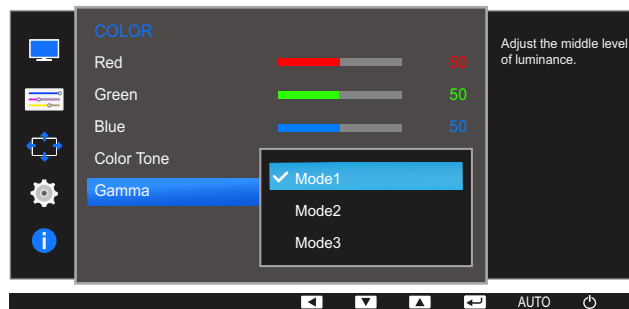 COLOR
Red 50
Green 50
Blue 50
Color Tone
Gamma
Mode1
Mode2
Mode3
Adjust the middle level
of luminance.
AUTO